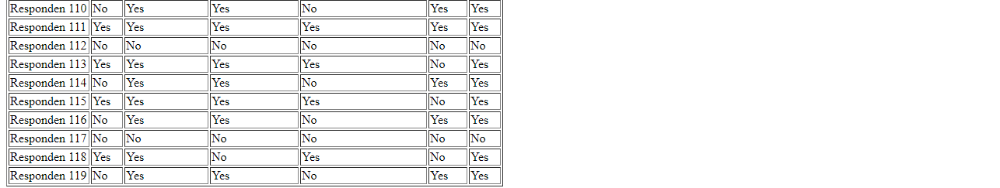 Responden 110 No Yes Yes No Yes Yes
Responden 111 Yes Yes Yes Yes Yes Yes
Responden 112 No No No No No No
Responden 113 Yes Yes Yes Yes No Yes
Responden 114 No Yes Yes No Yes Yes
Responden 115 Yes Yes Yes Yes No Yes
Responden 116 No Yes Yes No Yes Yes
Responden 117 No No No No No No
Responden 118 Yes Yes No Yes No Yes
Responden 119 No Yes Yes No Yes Yes